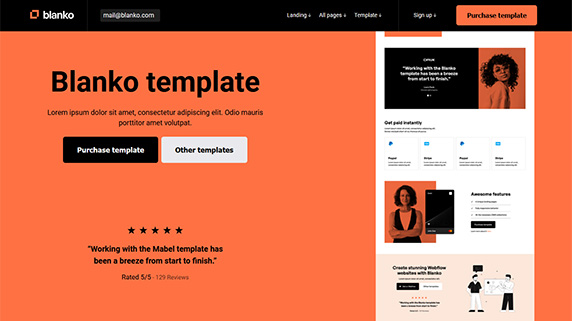 blanko
mail@blanko.com
Landing
All pages
Template
Sign up
Purchase template
Blanko template
Lorem ipsum dolor sit amet, consectetur adipiscing elit. Odio mauris
porttitor amet volutpat.
Purchase template
Other templates
★★★★★
“Working with the Mabel template has
been a breeze from start to finish.”
Rated 5/5 · 129 Reviews
“Working with the Blanko
template has been a breeze
from start to finish.”
Get paid instantly
Paypal
Stripe
Paypal
Stripe
Awesome features
Create stunning Webflow
websites with Blanko